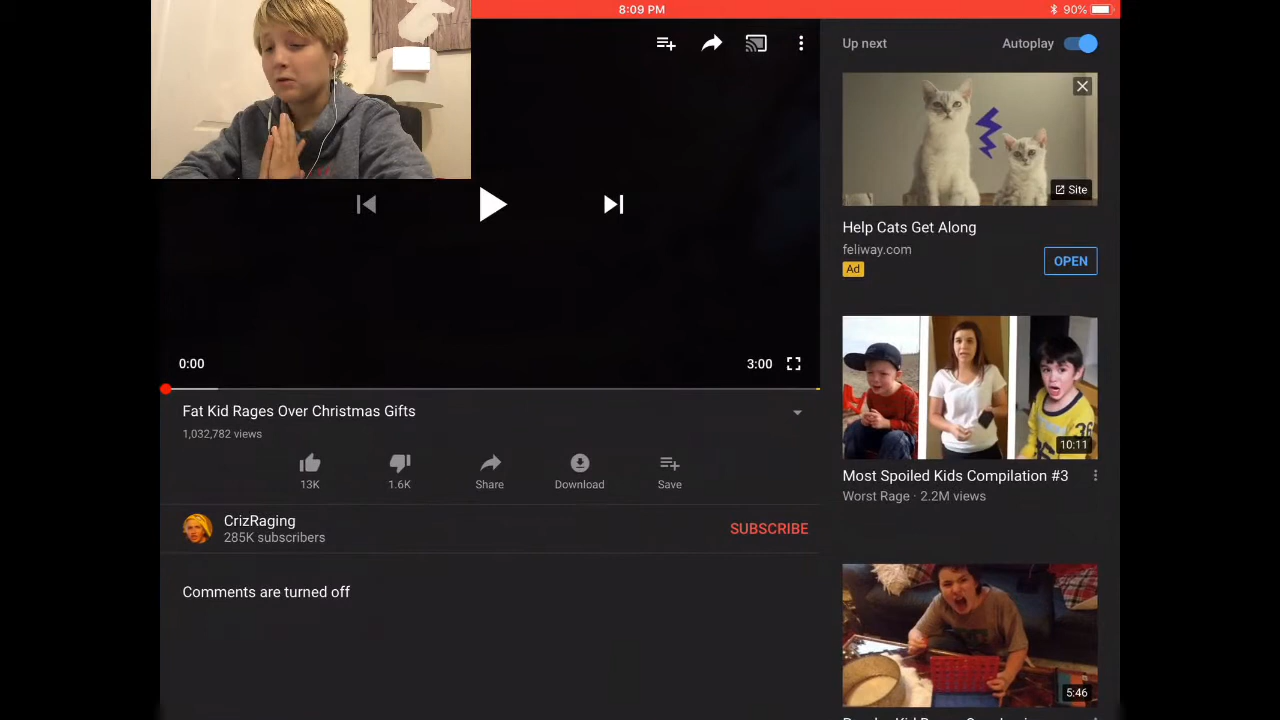 8:09 PM
90%
Up next
Autoplay
Site
Help Cats Get Along
feliway.com
Ad
OPEN
0:00
3:00
Fat Kid Rages Over Christmas Gifts
1,032,782 views
13K
1.6K
Share
Download
Save
CrizRaging
285K subscribers
SUBSCRIBE
Comments are turned off
36
10:11
Most Spoiled Kids Compilation #3
Worst Rage · 2.2M views
5:46